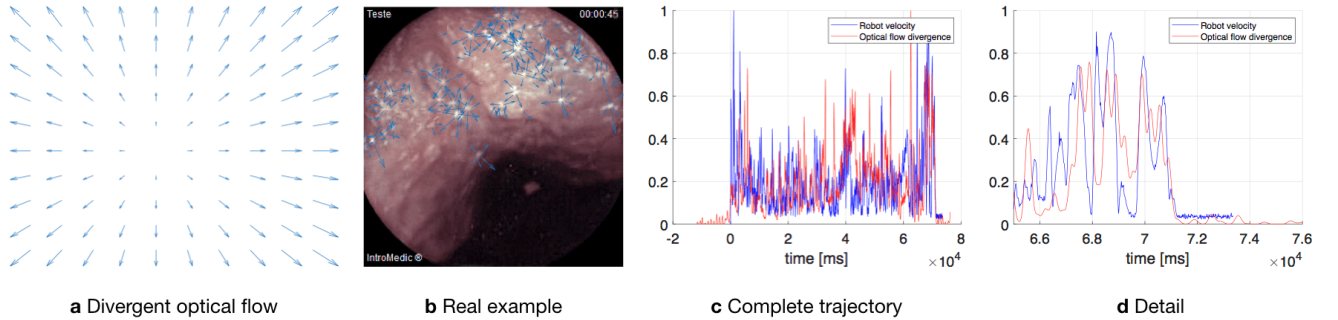 Teste
00:00:45
IntroMedic ®
1
0.8
0.6
0.4
0.2
0
-2
0
2
4
6
8
×10⁴
time [ms]
Robot velocity
Optical flow divergence
1
0.8
0.6
0.4
0.2
0
6.6
6.8
7
7.2
7.4
7.6
×10⁴
time [ms]
Robot velocity
Optical flow divergence
a Divergent optical flow
b Real example
c Complete trajectory
d Detail